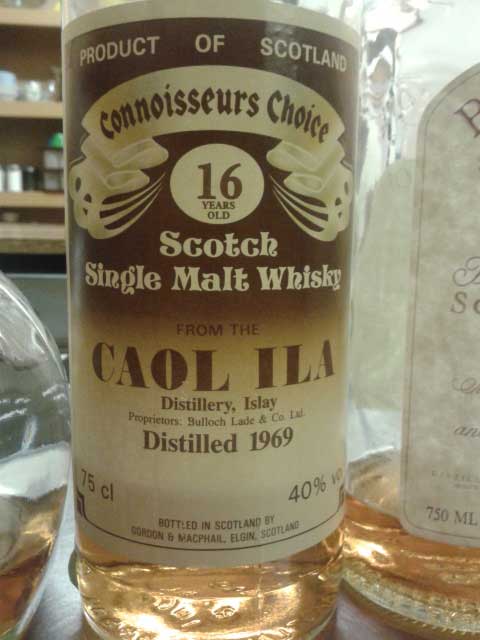 PRODUCT OF SCOTLAND
Connoisseurs Choice
16
YEARS
OLD
Scotch
Single Malt Whisky
FROM THE
CAOL ILA
Distillery, Islay
Proprietors: Bulloch Lade & Co. Ltd.
Distilled 1969
75 cl
40% vo
BOTTLED IN SCOTLAND BY
GORDON & MACPHAIL, ELGIN, SCOTLAND
750 ML